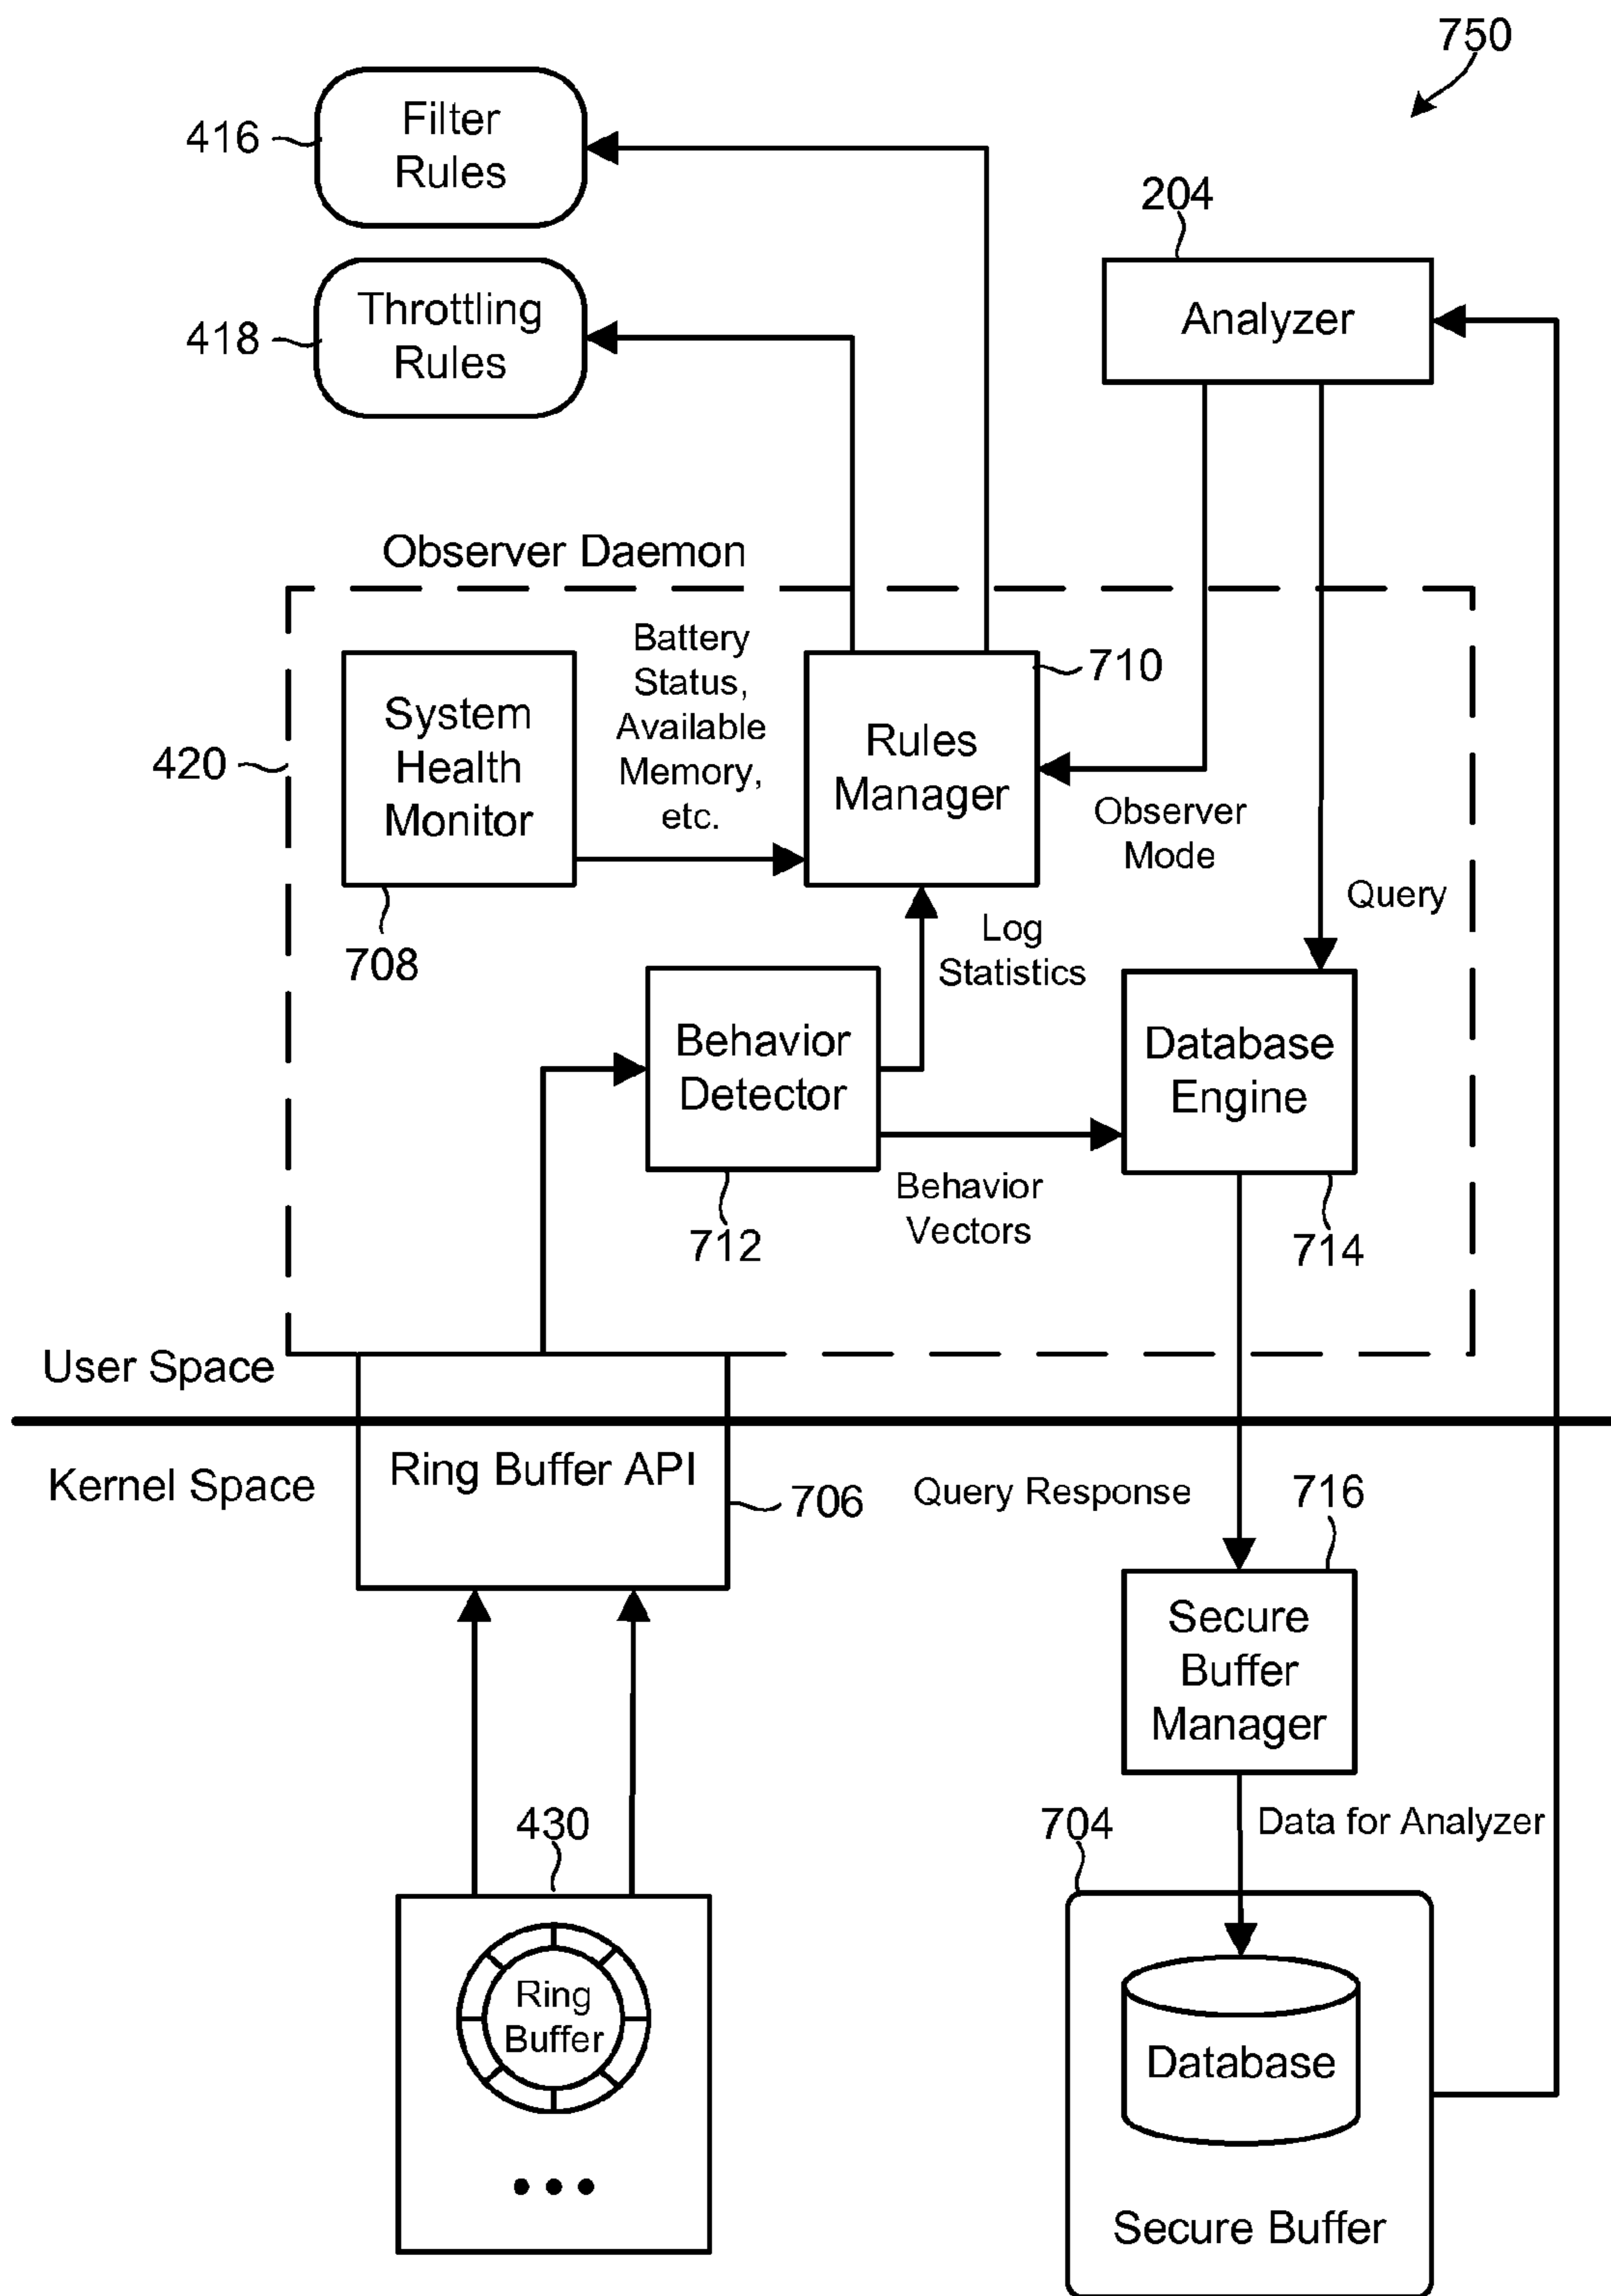 750
416
Filter
Rules
204
418
Throttling
Rules
Analyzer
Observer Daemon
420
System
Health
Monitor
708
Battery
Status,
Available
Memory,
etc.
710
Rules
Manager
Observer
Mode
Query
Log
Statistics
Behavior
Detector
712
Behavior
Vectors
Database
Engine
714
User Space
Kernel Space
Ring Buffer API
706
Query Response
716
Secure
Buffer
Manager
430
704
Data for Analyzer
Ring
Buffer
Database
Secure Buffer